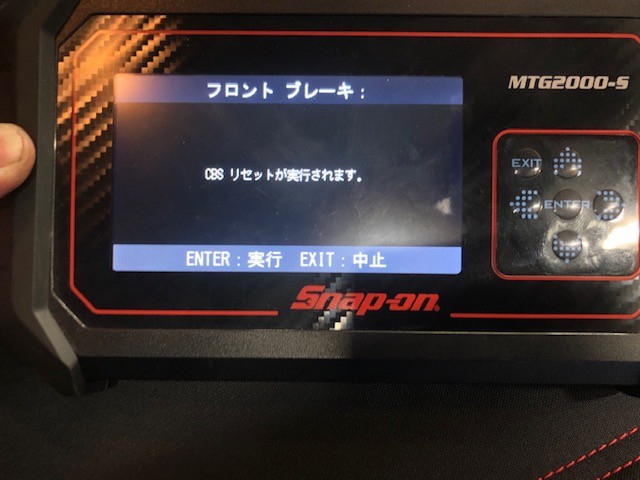 MTG2000-S
フロント ブレーキ：
CBS リセットが実行されます。
ENTER：実行 EXIT：中止
EXIT
ENTER
Snap-on